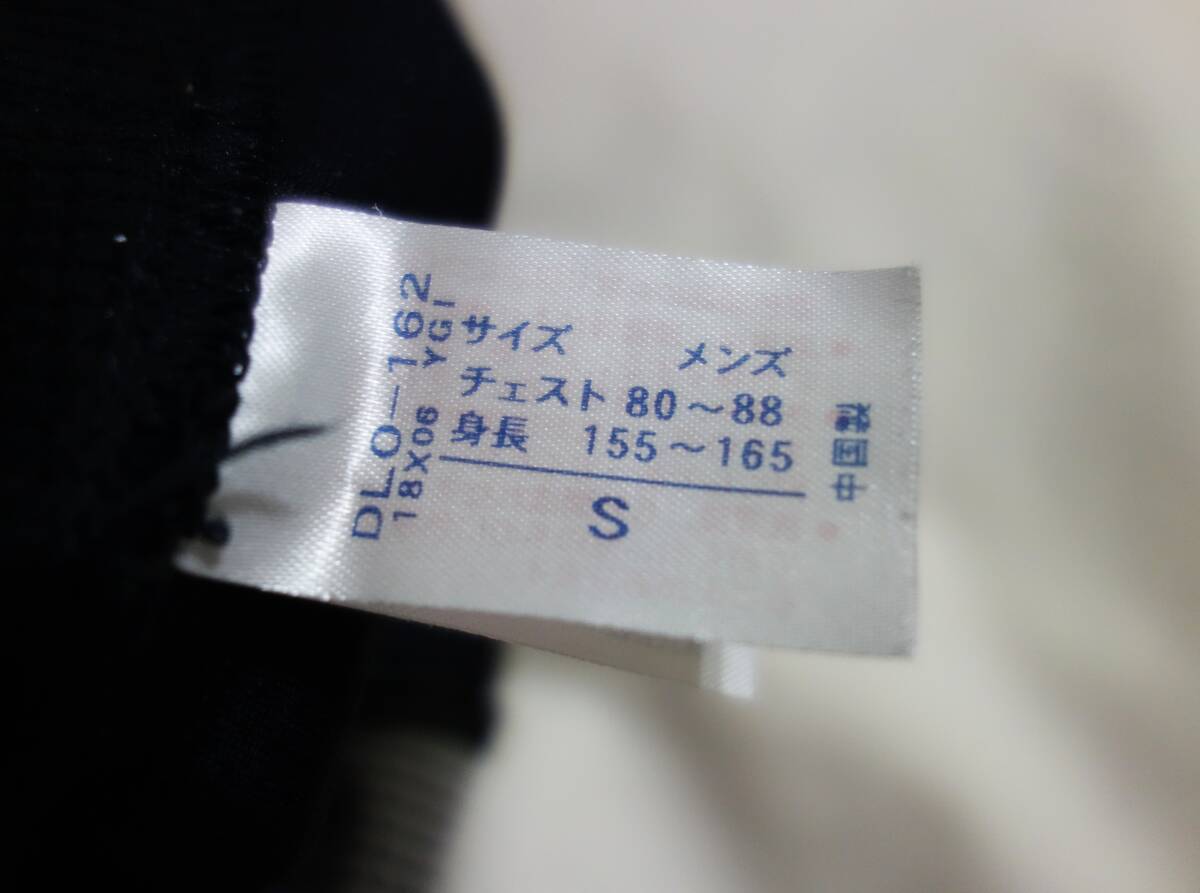 サイズ メンズ
チェスト 80～88
身長 155～165
S
DLO－162
YGI
18X06
中国製